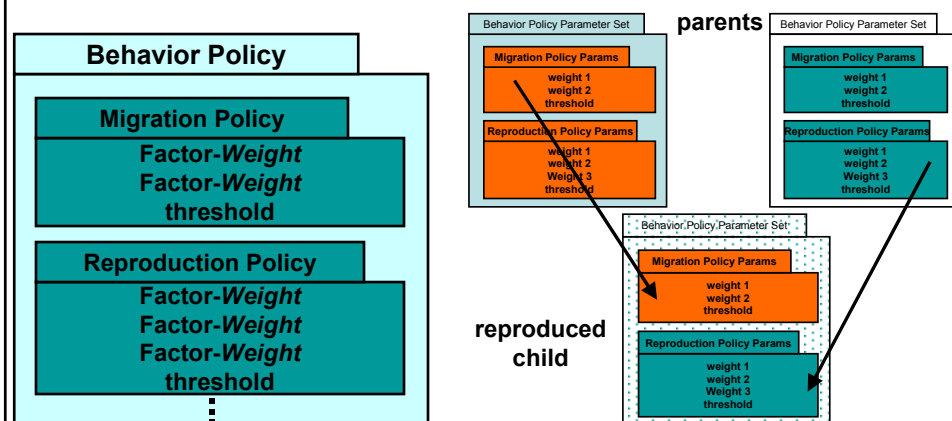 Behavior Policy
Migration Policy
Factor-Weight
Factor-Weight
threshold
Reproduction Policy
Factor-Weight
Factor-Weight
Factor-Weight
threshold
parents
Behavior Policy Parameter Set
Migration Policy Params
weight 1
weight 2
threshold
Reproduction Policy Params
weight 1
weight 2
Weight 3
threshold
Behavior Policy Parameter Set
Migration Policy Params
weight 1
weight 2
threshold
Reproduction Policy Params
weight 1
weight 2
Weight 3
threshold
reproduced
child
Behavior Policy Parameter Set
Migration Policy Params
weight 1
weight 2
threshold
Reproduction Policy Params
weight 1
weight 2
Weight 3
threshold